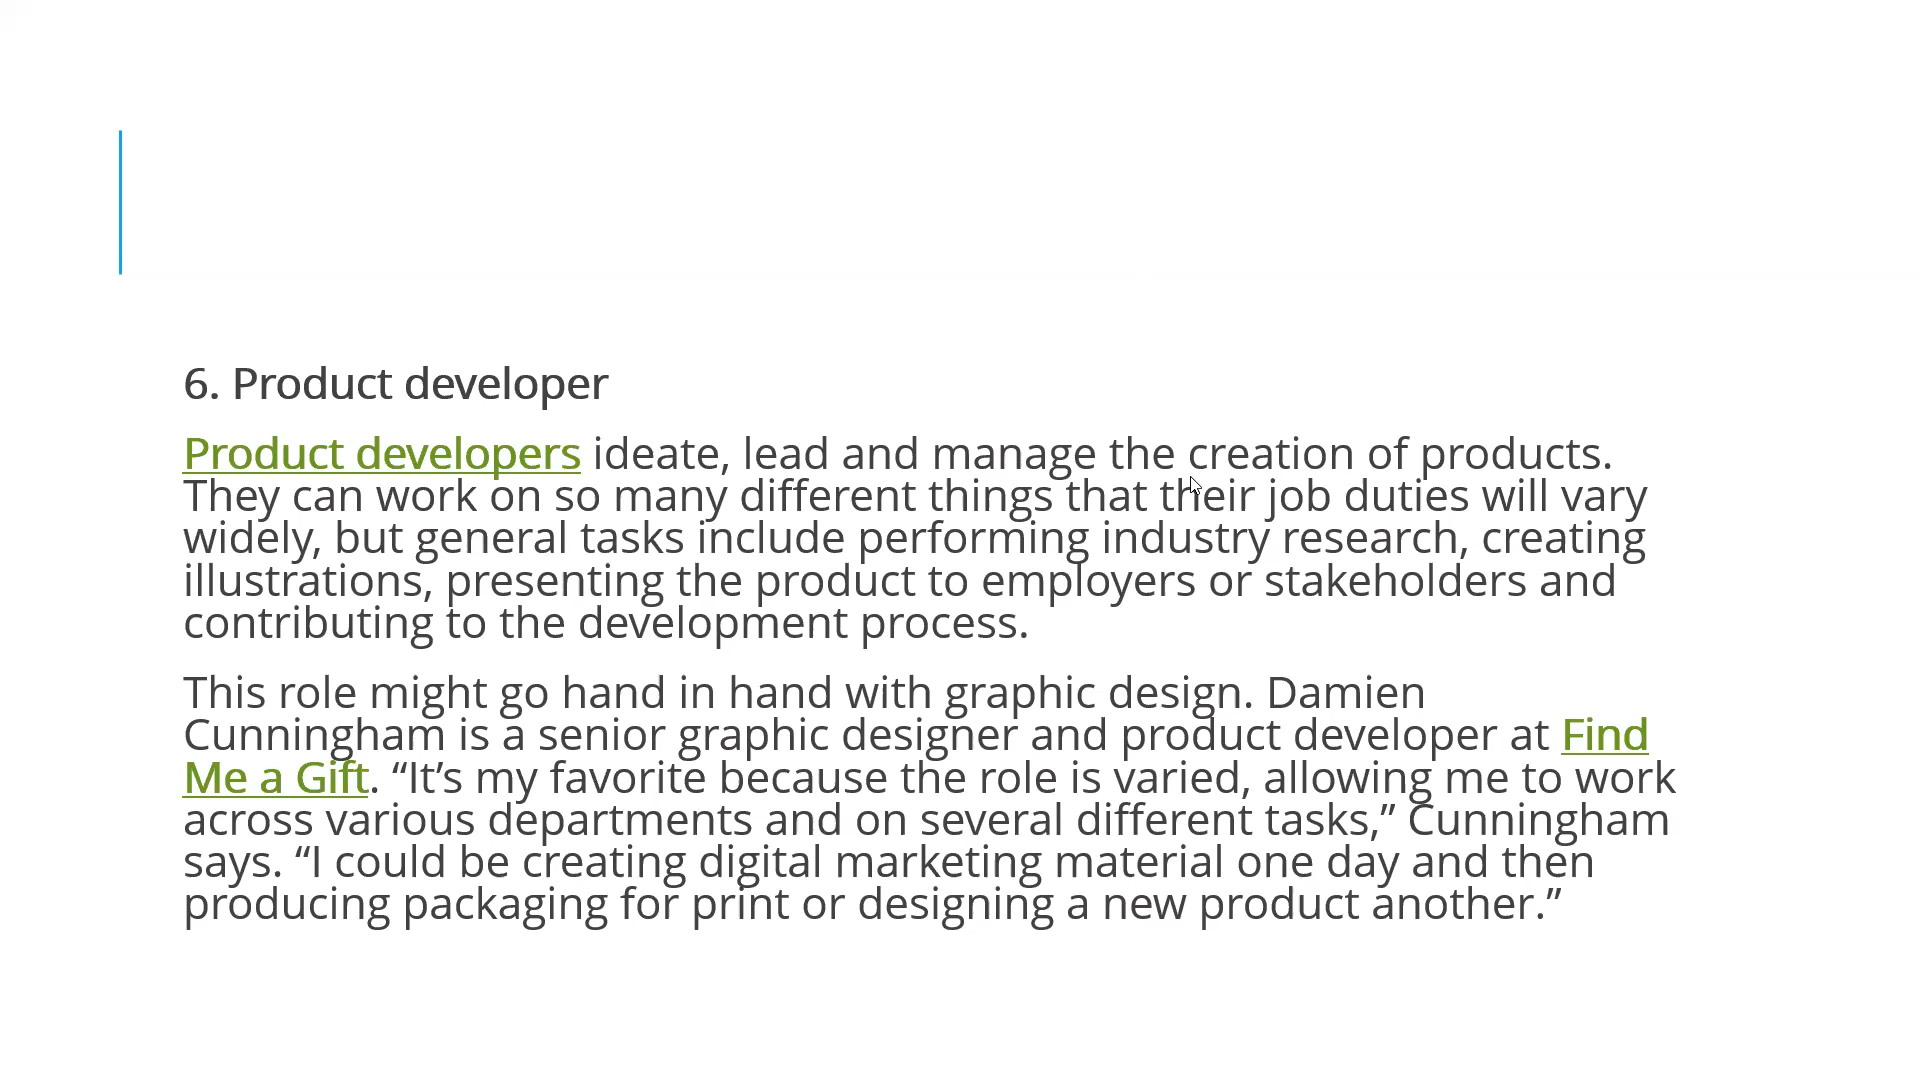 6. Product developer
Product developers ideate, lead and manage the creation of products.
They can work on so many different things that their job duties will vary
widely, but general tasks include performing industry research, creating
illustrations, presenting the product to employers or stakeholders and
contributing to the development process.
This role might go hand in hand with graphic design. Damien
Cunningham is a senior graphic designer and product developer at Find
Me a Gift. “It’s my favorite because the role is varied, allowing me to work
across various departments and on several different tasks,” Cunningham
says. “I could be creating digital marketing material one day and then
producing packaging for print or designing a new product another.”